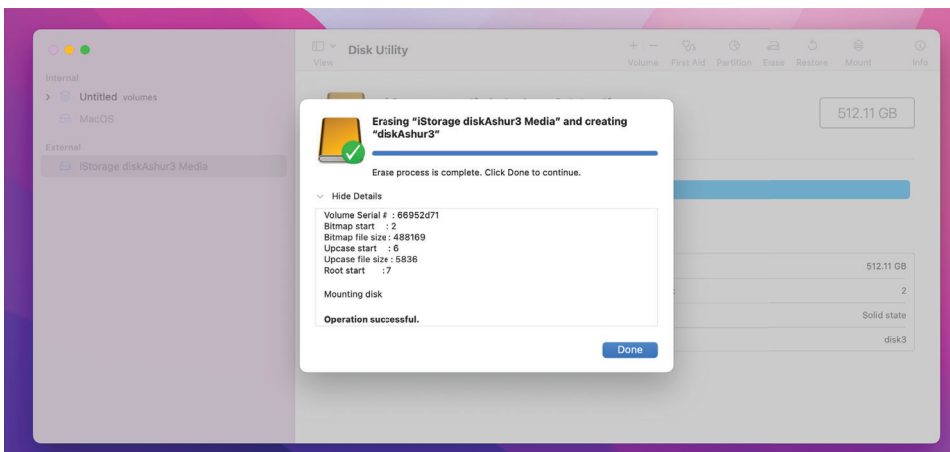 Disk Utility
View
Volume First Aid Partition Erase Restore Mount Info
Internal
Untitled volumes
MacOS
External
iStorage diskAshur3 Media
512.11 GB
Erasing “iStorage diskAshur3 Media” and creating
“diskAshur3”
Erase process is complete. Click Done to continue.
Hide Details
Volume Serial # : 66952d71
Bitmap start : 2
Bitmap file size : 488169
Upcase start : 6
Upcase file size : 5836
Root start : 7
Mounting disk
Operation successful.
Done
512.11 GB
2
Solid state
disk3